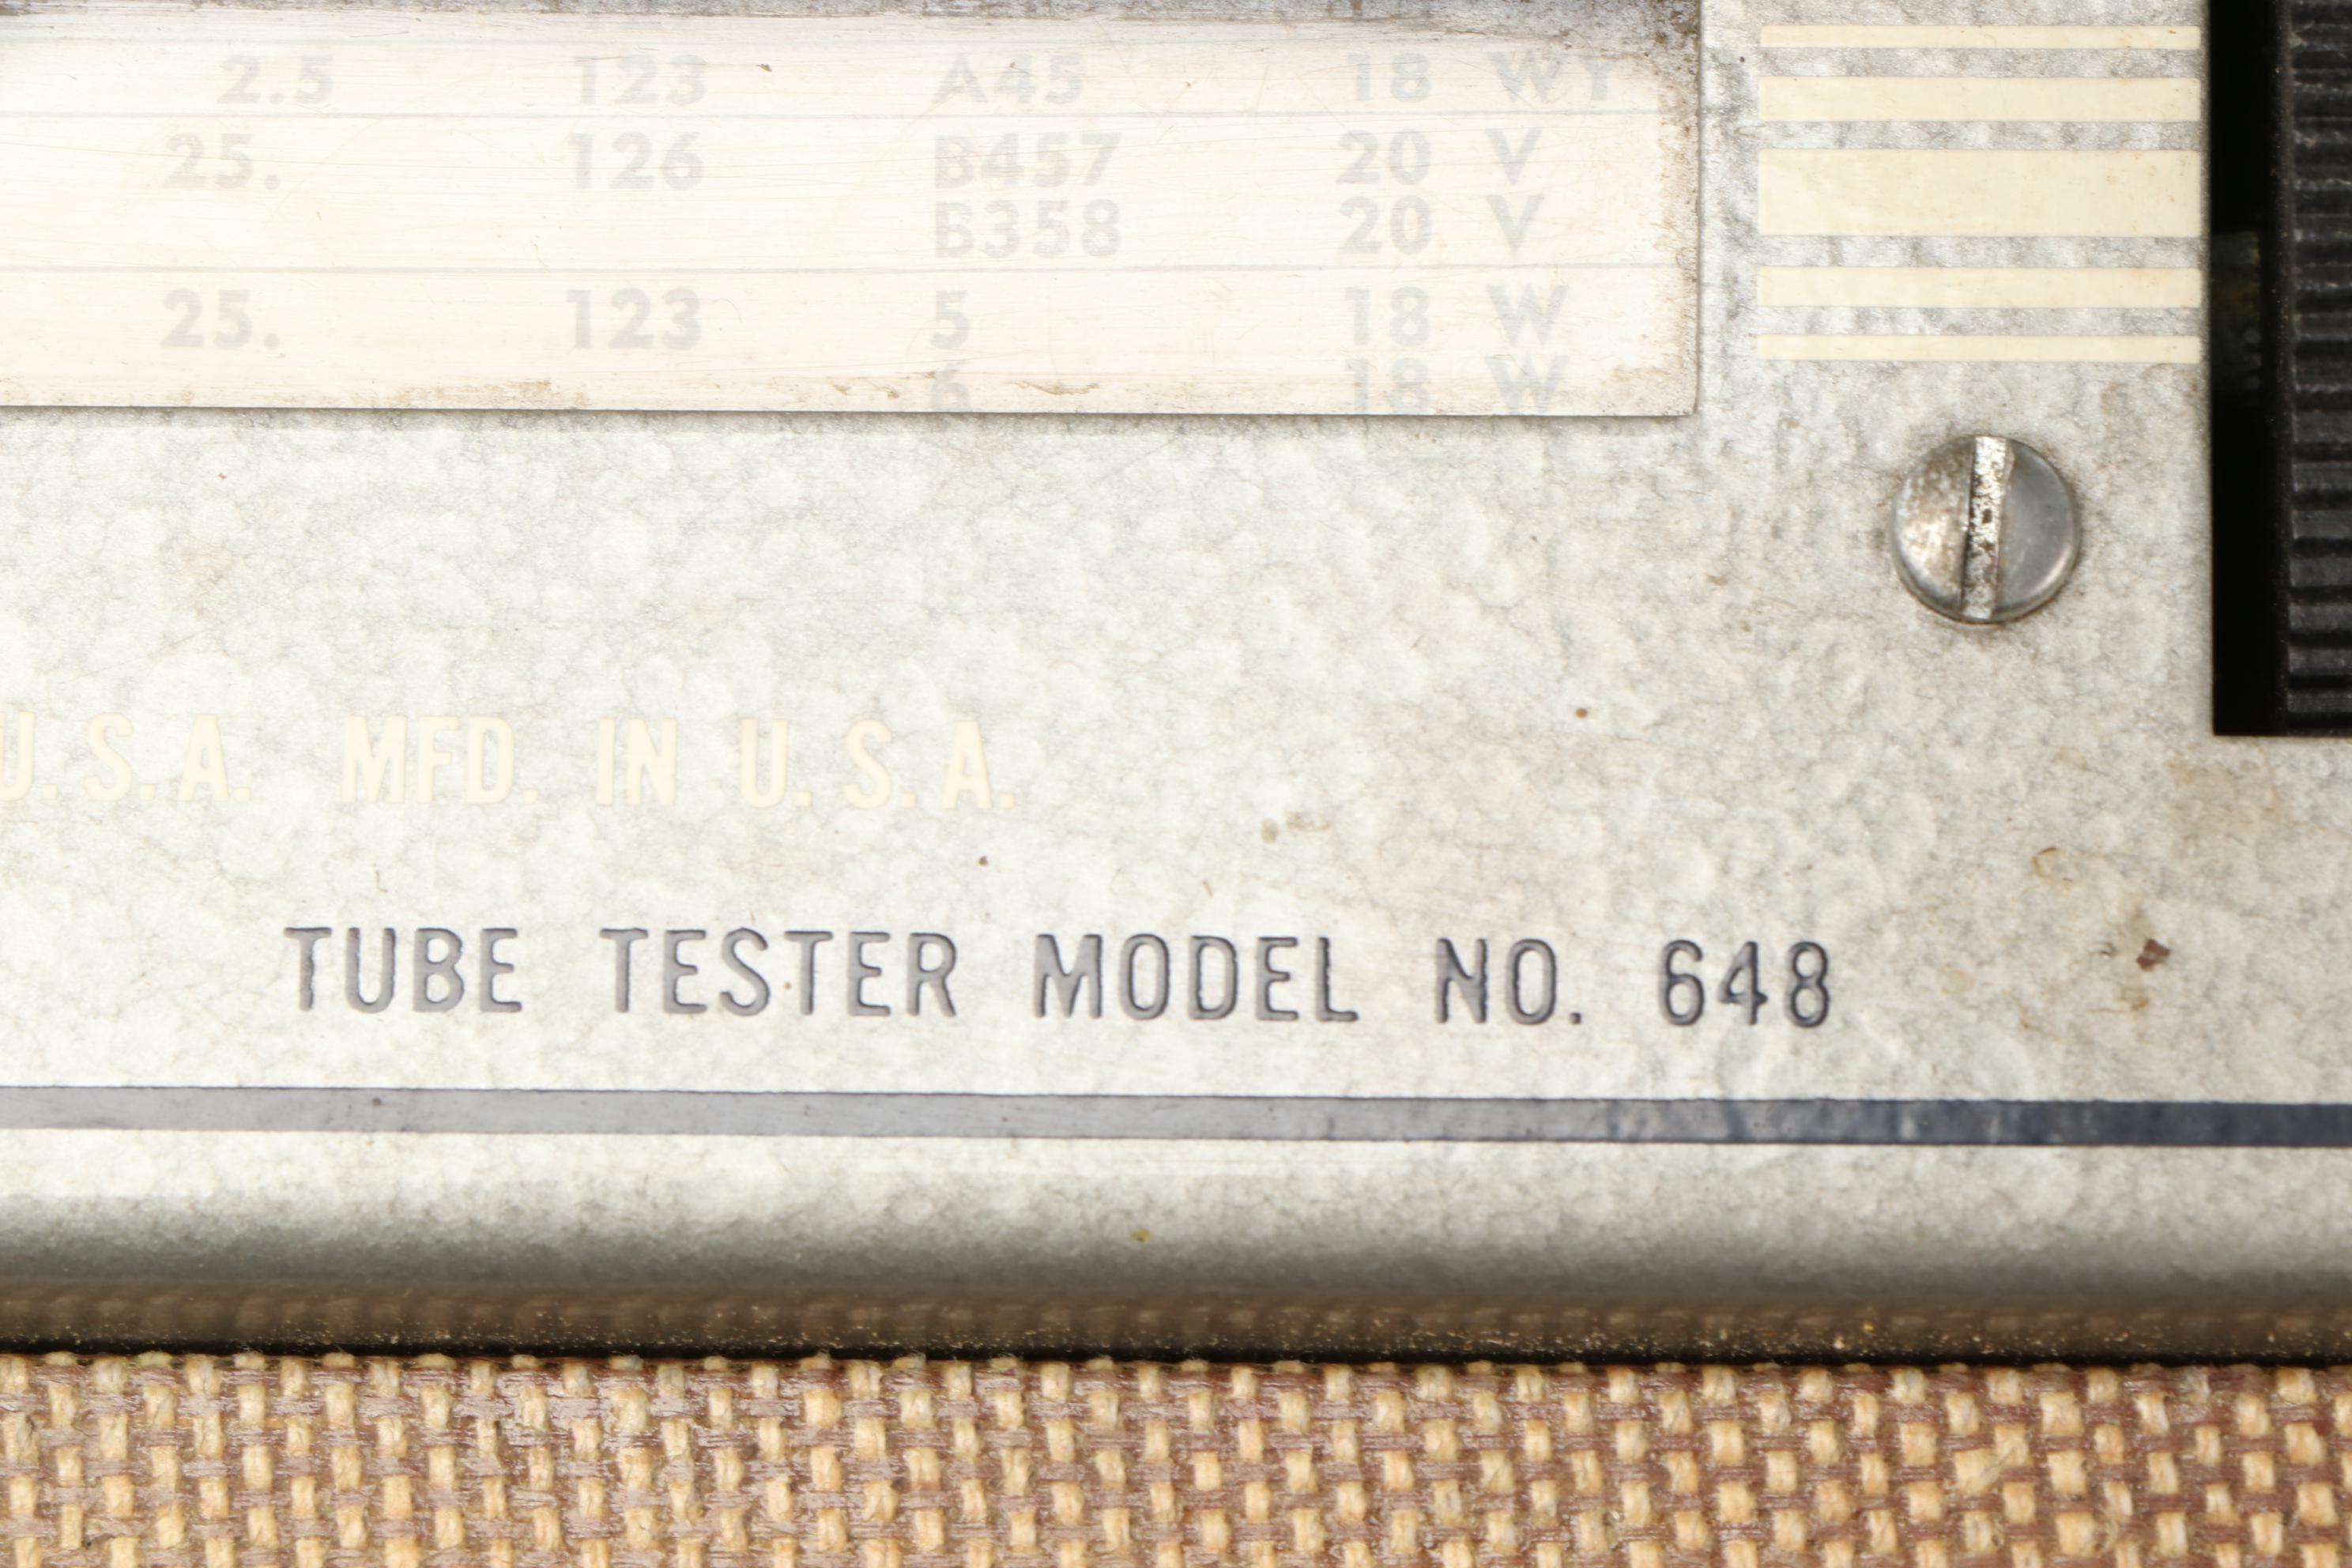 2.5 123 A45 18 WY
25. 126 B457 20 V
B358 20 V
25. 123 5 18 W
6 18 W
U.S.A. MFD. IN U.S.A.
TUBE TESTER MODEL NO. 648